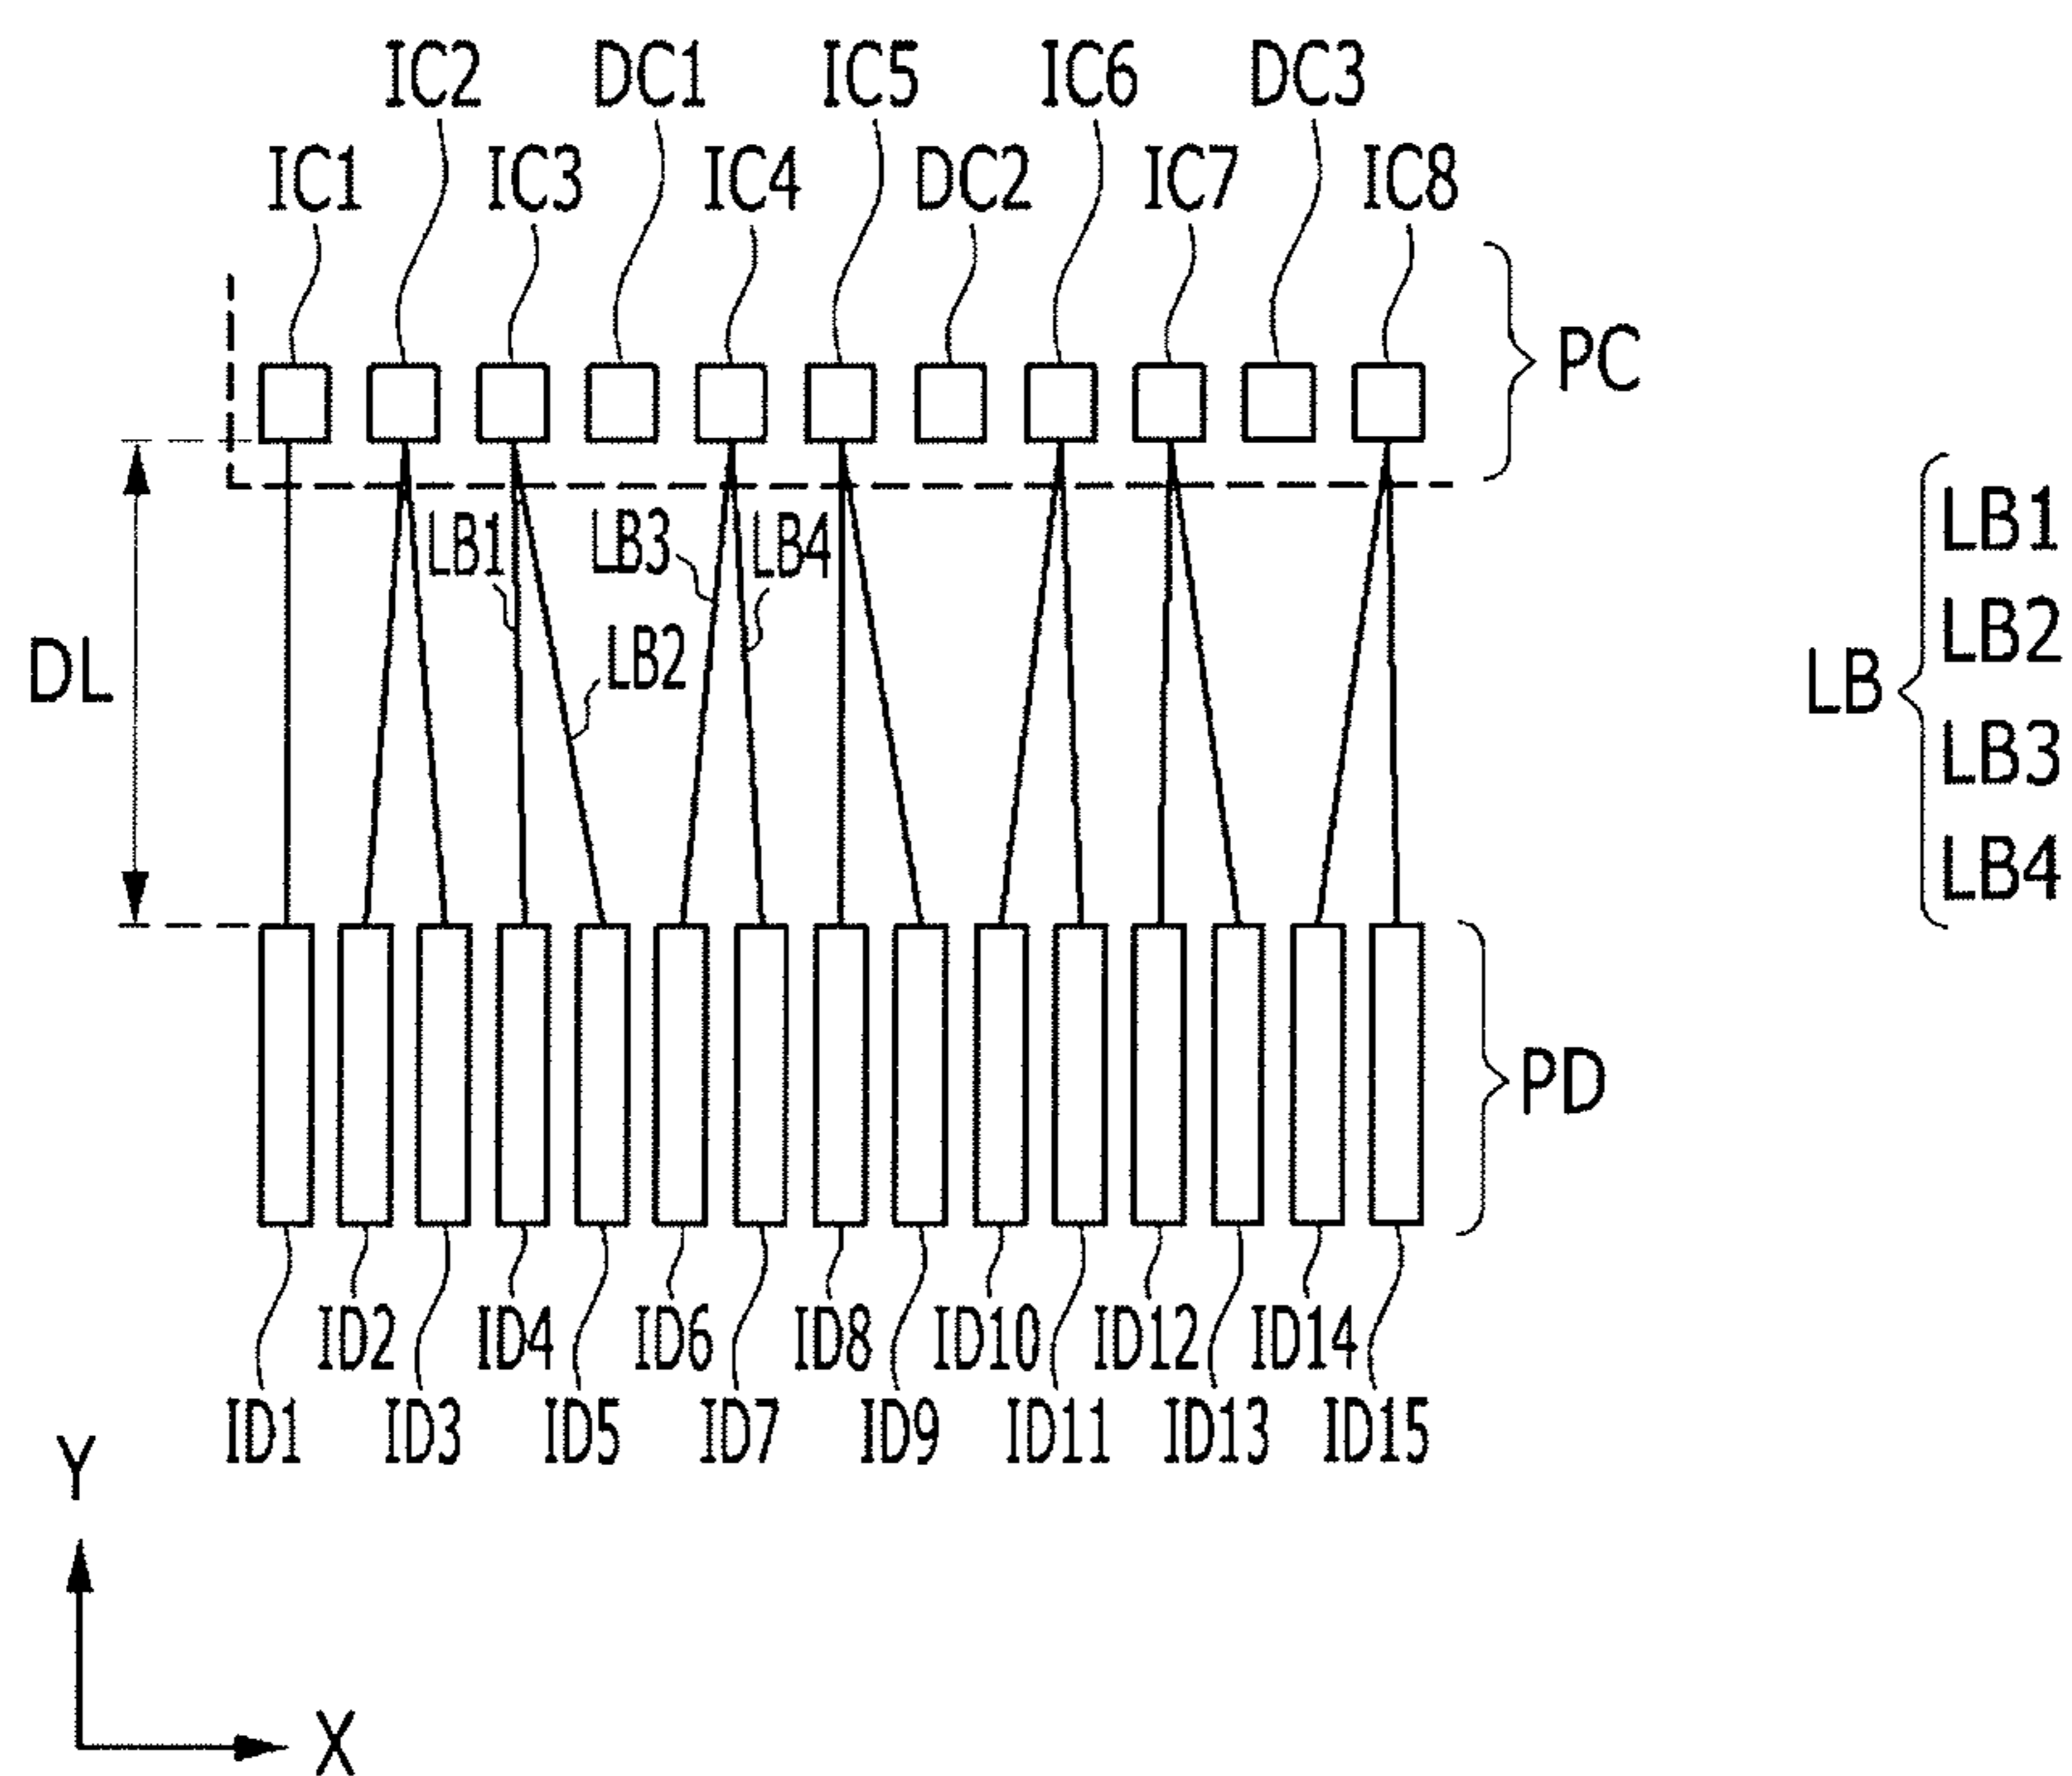 IC2 DC1 IC5 IC6 DC3
IC1 IC3 IC4 DC2 IC7 IC8
PC
LB1 LB3 LB4
LB2
DL
LB
LB1
LB2
LB3
LB4
PD
ID2 ID4 ID6 ID8 ID10 ID12 ID14
ID1 ID3 ID5 ID7 ID9 ID11 ID13 ID15
Y
X